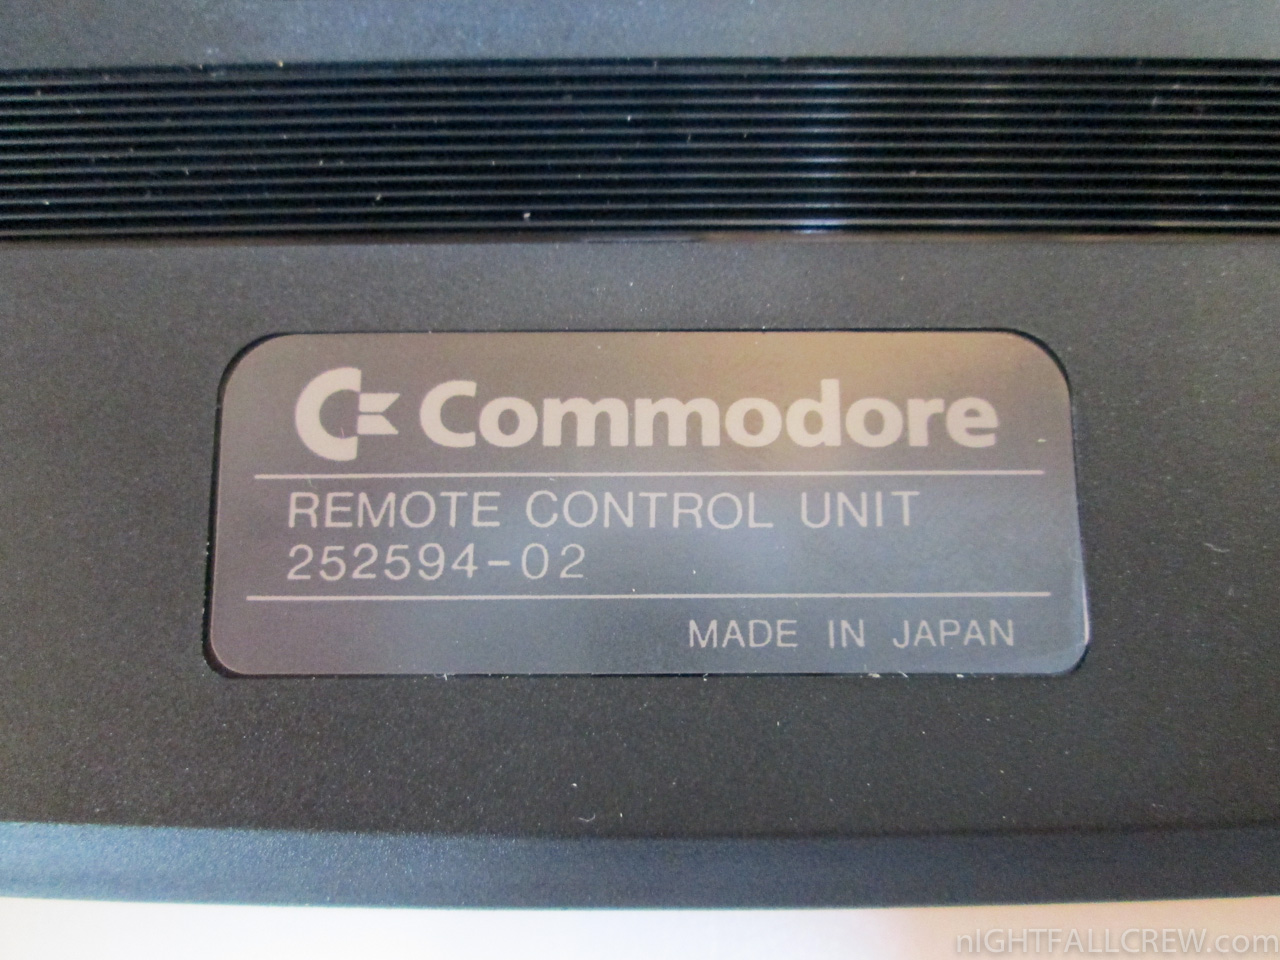 Commodore
REMOTE CONTROL UNIT
252594-02
MADE IN JAPAN
nIGHTFALLCREW.com